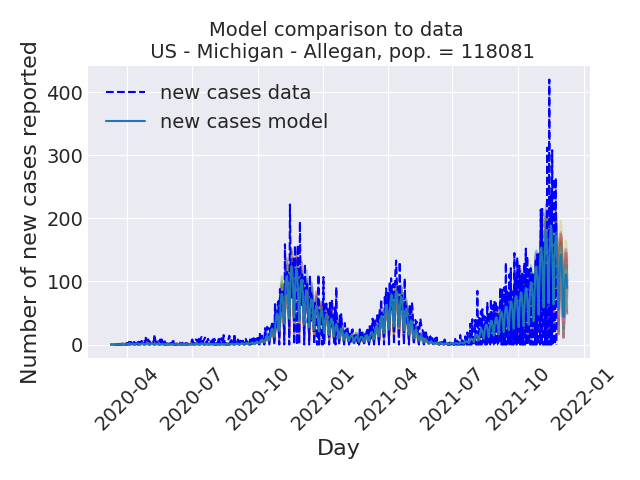 Model comparison to data
US - Michigan - Allegan, pop. = 118081
Number of new cases reported
new cases data
new cases model
400
300
200
100
0
2020-04
2020-07
2020-10
2021-01
2021-04
2021-07
2021-10
2022-01
Day